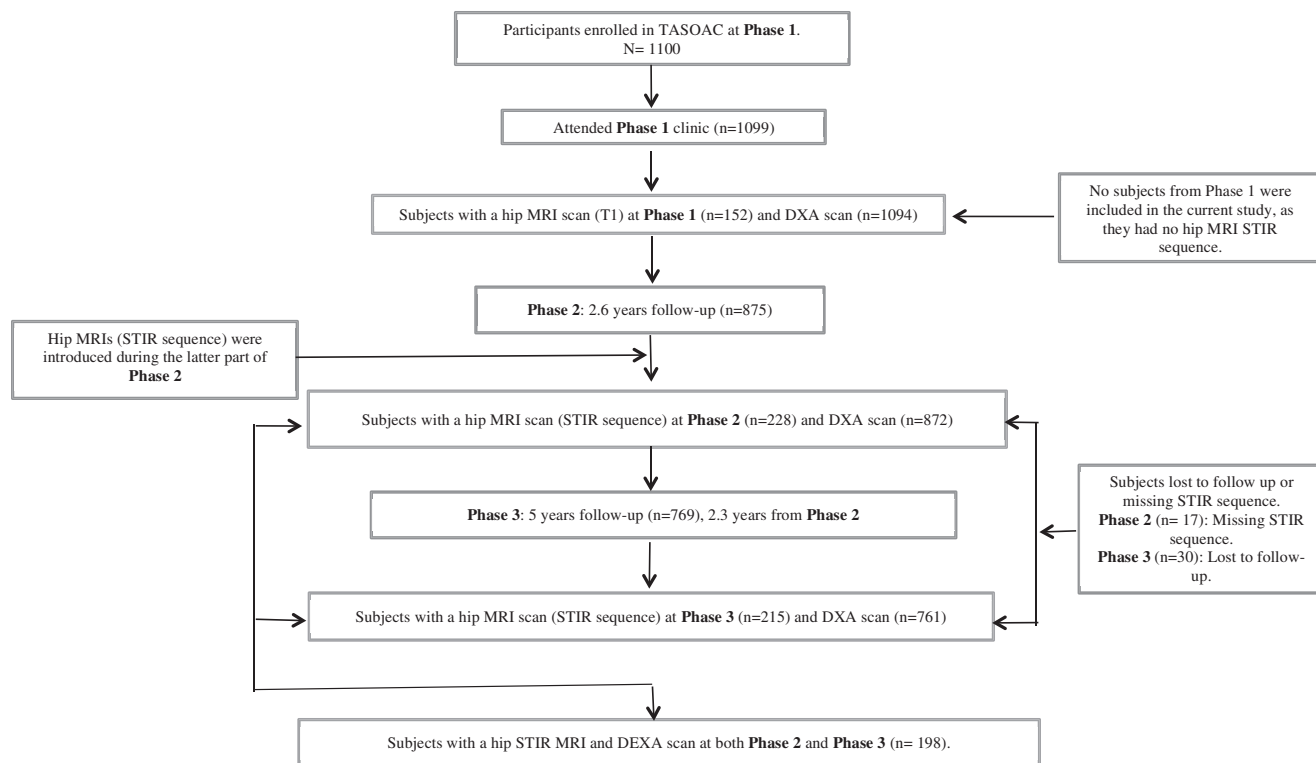 Participants enrolled in TASOAC at Phase 1.
N= 1100
Attended Phase 1 clinic (n=1099)
Subjects with a hip MRI scan (T1) at Phase 1 (n=152) and DXA scan (n=1094)
No subjects from Phase 1 were
included in the current study, as
they had no hip MRI STIR
sequence.
Phase 2: 2.6 years follow-up (n=875)
Hip MRIs (STIR sequence) were
introduced during the latter part of
Phase 2
Subjects with a hip MRI scan (STIR sequence) at Phase 2 (n=228) and DXA scan (n=872)
Phase 3: 5 years follow-up (n=769), 2.3 years from Phase 2
Subjects lost to follow up or
missing STIR sequence.
Phase 2 (n= 17): Missing STIR
sequence.
Phase 3 (n=30): Lost to follow-
up.
Subjects with a hip MRI scan (STIR sequence) at Phase 3 (n=215) and DXA scan (n=761)
Subjects with a hip STIR MRI and DEXA scan at both Phase 2 and Phase 3 (n= 198).